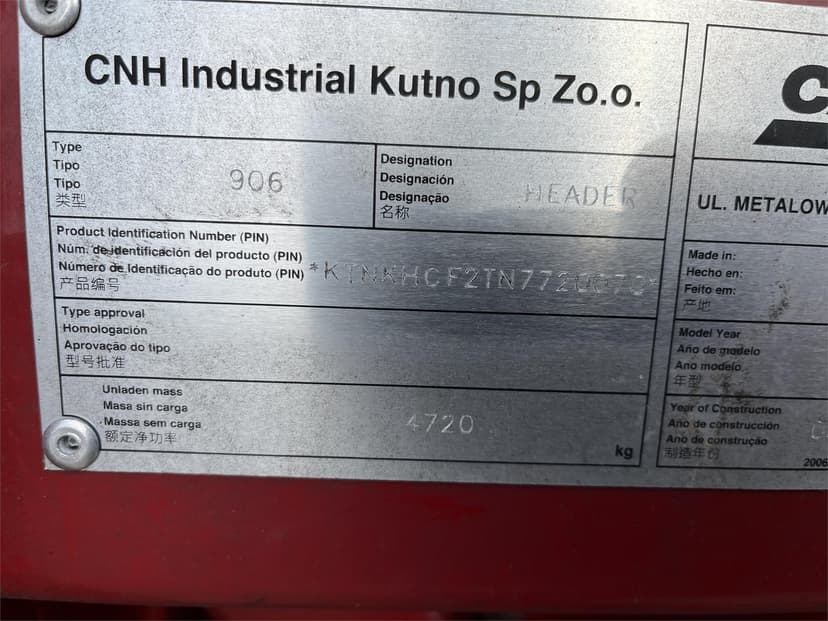 CNH Industrial Kutno Sp Zo.o.
Type
Tipo
Tipo
类型
906
Designation
Designación
Designação
名称
HEADER
Product Identification Number (PIN)
Núm. de identificación del producto (PIN)
Número de Identificação do produto (PIN)
产品编号
Type approval
Homologación
Aprovação do tipo
型号批准
Unladen mass
Masa sin carga
Massa sem carga
额定净功率
4720
kg
UL. METALOW
Made in:
Hecho en:
Feito em:
产地
Model Year
Año de modelo
Ano modelo
年型
Year of Construction
Año de construcción
Ano de construção
制造年份
2006